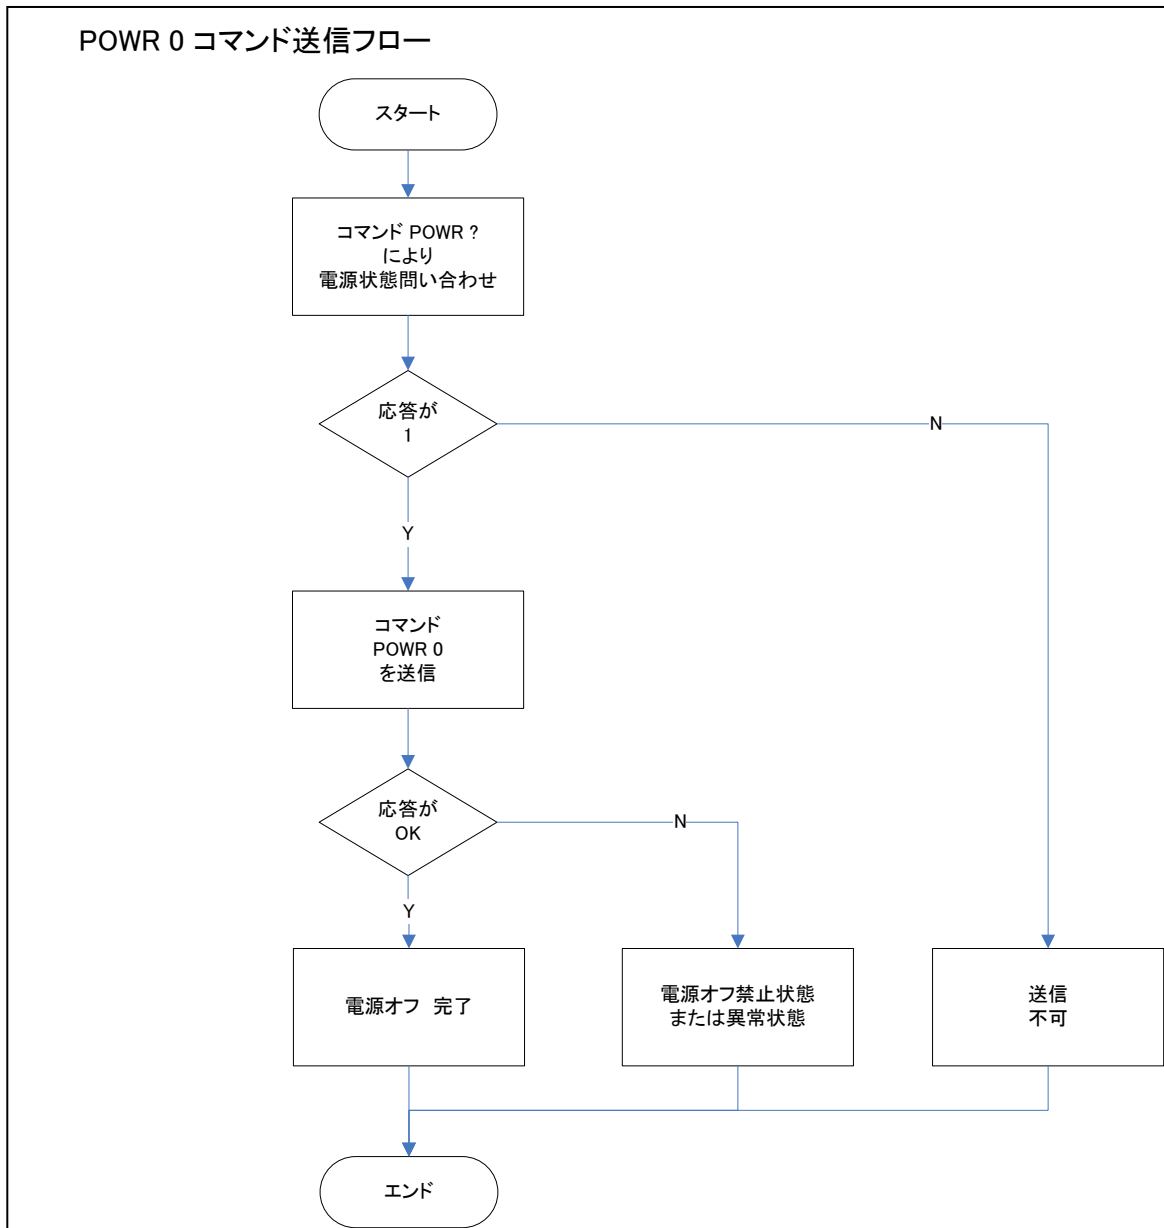 POWR 0 コマンド送信フロー
スタート
コマンド POWR ?
により
電源状態問い合わせ
応答が
1
N
Y
コマンド
POWR 0
を送信
応答が
OK
N
Y
電源オフ　完了
電源オフ禁止状態
または異常状態
送信
不可
エンド